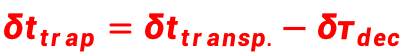 δt_trap = δt_transp. − δτ_dec